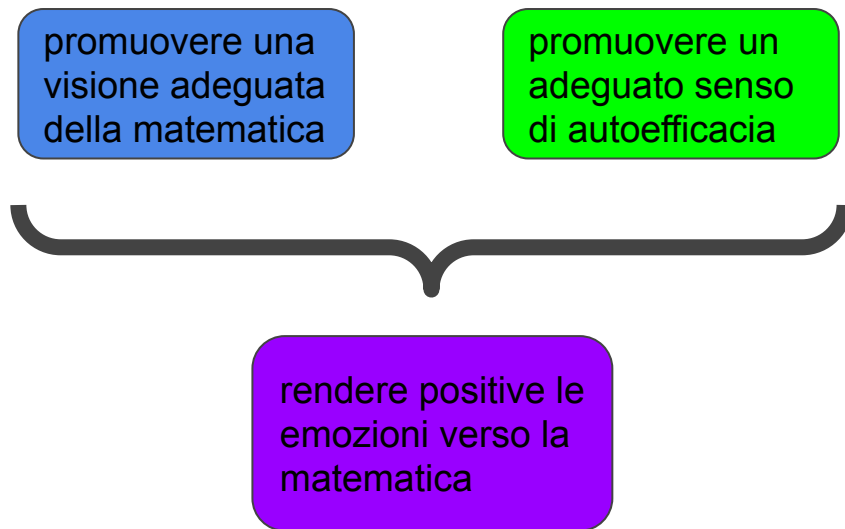 promuovere una
visione adeguata
della matematica
promuovere un
adeguato senso
di autoefficacia
rendere positive le
emozioni verso la
matematica